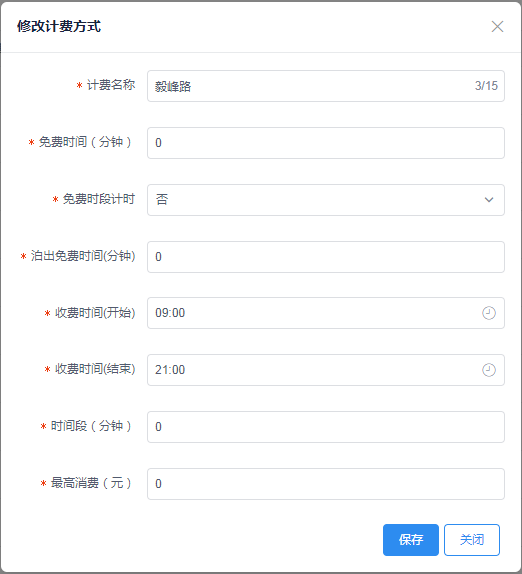 修改计费方式
* 计费名称 毅峰路 3/15
* 免费时间（分钟） 0
* 免费时段计时 否
* 泊出免费时间(分钟) 0
* 收费时间(开始) 09:00
* 收费时间(结束) 21:00
* 时间段（分钟） 0
* 最高消费（元） 0
保存 关闭